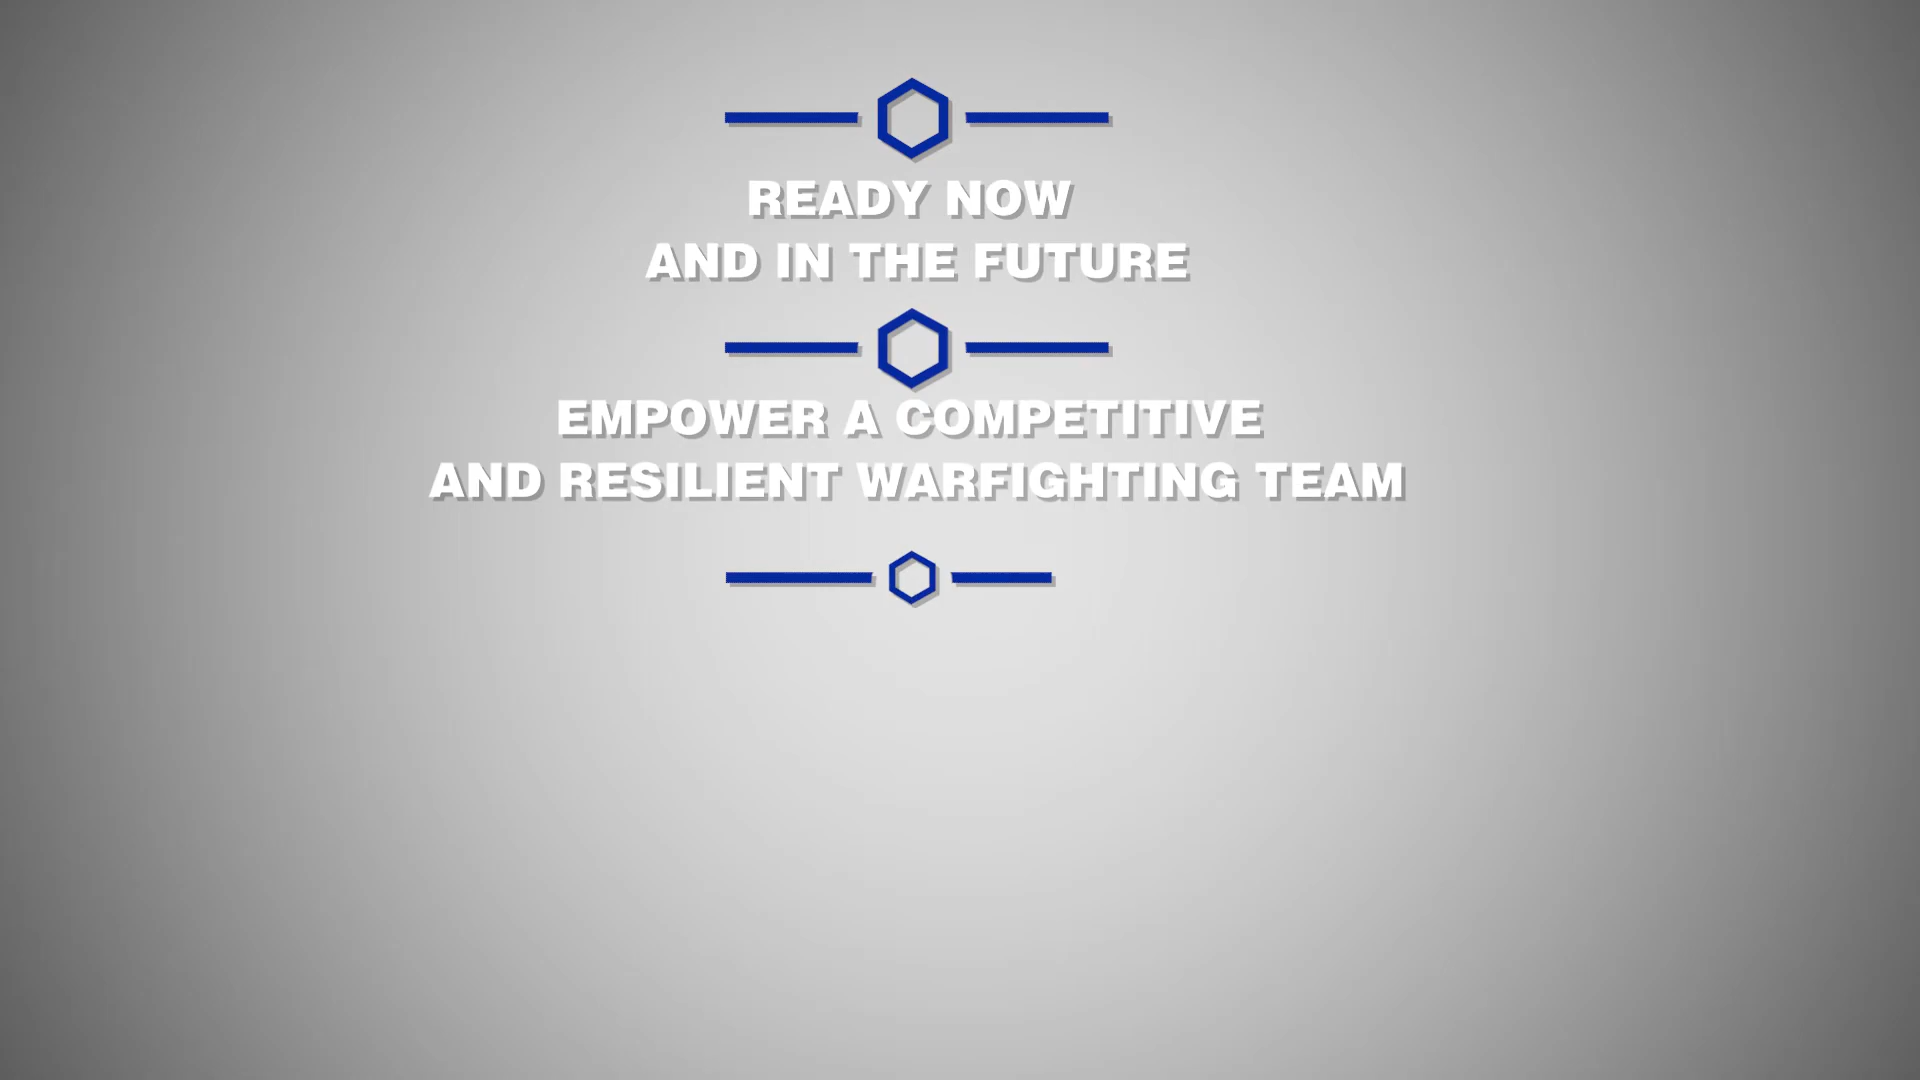 READY NOW
AND IN THE FUTURE
EMPOWER A COMPETITIVE
AND RESILIENT WARFIGHTING TEAM